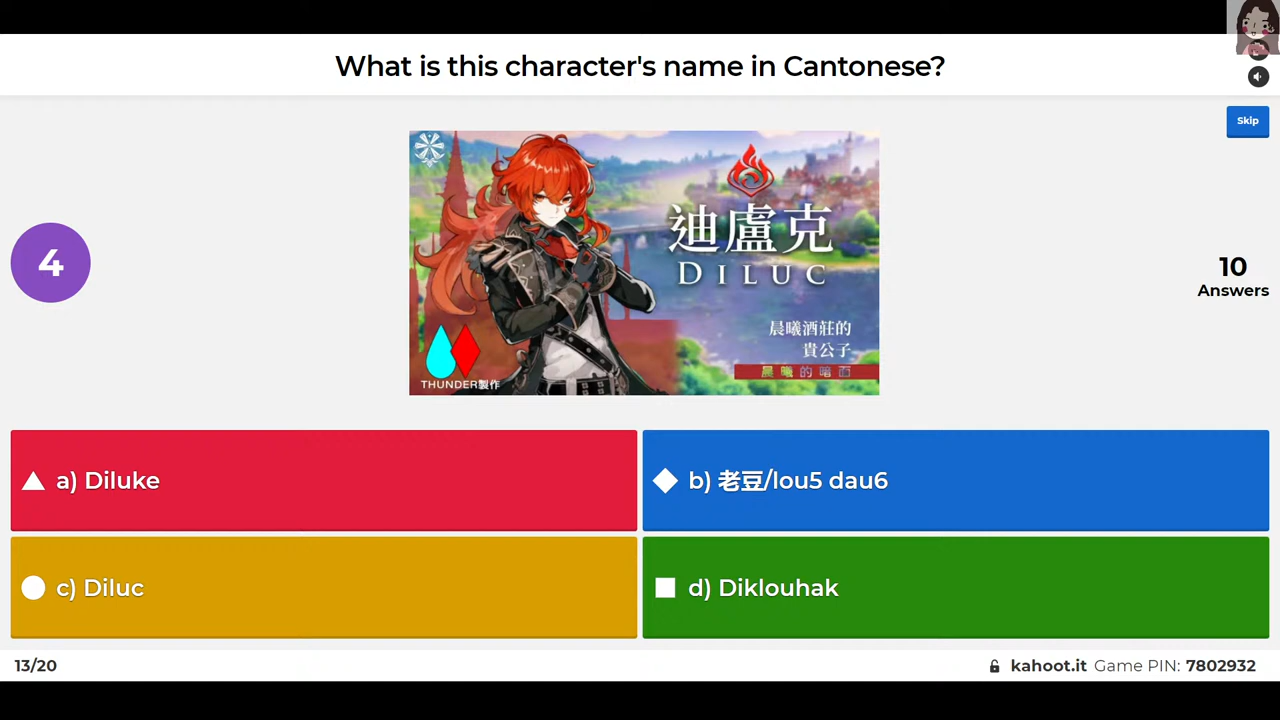 What is this character's name in Cantonese?
Skip
4
迪盧克
DILUC
10
Answers
晨曦酒莊的
貴公子
晨曦的暗面
THUNDER製作
a) Diluke
b) 老豆/lou5 dau6
c) Diluc
d) Diklouhak
13/20
kahoot.it Game PIN: 7802932